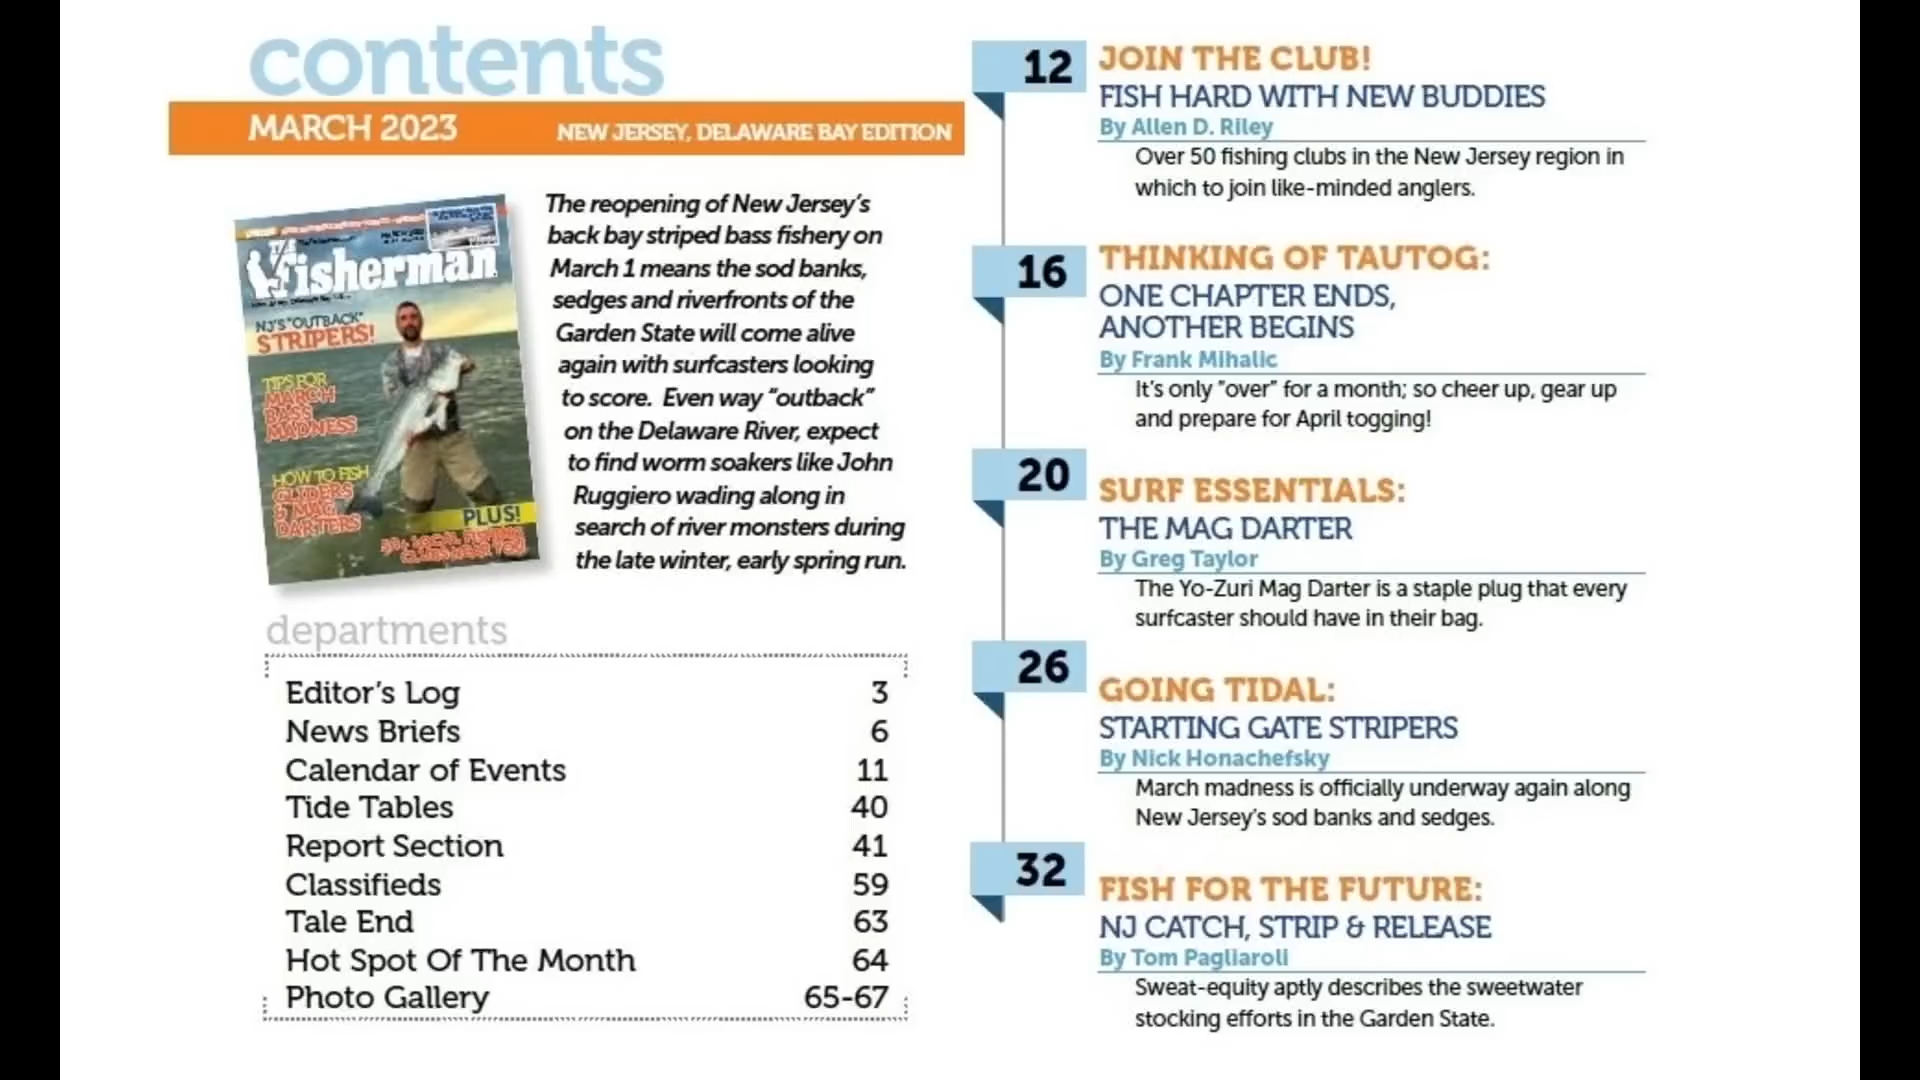 contents
MARCH 2023
NEW JERSEY, DELAWARE BAY EDITION
The Fisherman
NJ'S "OUTBACK"
STRIPERS!
TIPS FOR
MARCH
BASS
MADNESS
HOW TO FISH
GLIDERS
& MAG
DARTERS
PLUS!
The reopening of New Jersey's
back bay striped bass fishery on
March 1 means the sod banks,
sedges and riverfronts of the
Garden State will come alive
again with surfcasters looking
to score. Even way "outback"
on the Delaware River, expect
to find worm soakers like John
Ruggiero wading along in
search of river monsters during
the late winter, early spring run.
departments
Editor's Log 3
News Briefs 6
Calendar of Events 11
Tide Tables 40
Report Section 41
Classifieds 59
Tale End 63
Hot Spot Of The Month 64
Photo Gallery 65-67
12 JOIN THE CLUB!
FISH HARD WITH NEW BUDDIES
By Allen D. Riley
Over 50 fishing clubs in the New Jersey region in
which to join like-minded anglers.
16 THINKING OF TAUTOG:
ONE CHAPTER ENDS,
ANOTHER BEGINS
By Frank Mihalic
It's only "over" for a month; so cheer up, gear up
and prepare for April togging!
20 SURF ESSENTIALS:
THE MAG DARTER
By Greg Taylor
The Yo-Zuri Mag Darter is a staple plug that every
surfcaster should have in their bag.
26 GOING TIDAL:
STARTING GATE STRIPERS
By Nick Honachefsky
March madness is officially underway again along
New Jersey's sod banks and sedges.
32 FISH FOR THE FUTURE:
NJ CATCH, STRIP & RELEASE
By Tom Pagliaroli
Sweat-equity aptly describes the sweetwater
stocking efforts in the Garden State.